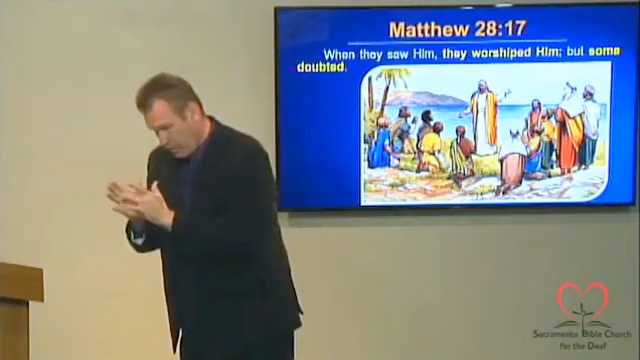 Matthew 28:17
When they saw Him, they worshiped Him; but some
doubted.
Sacramento Bible Church
for the Deaf